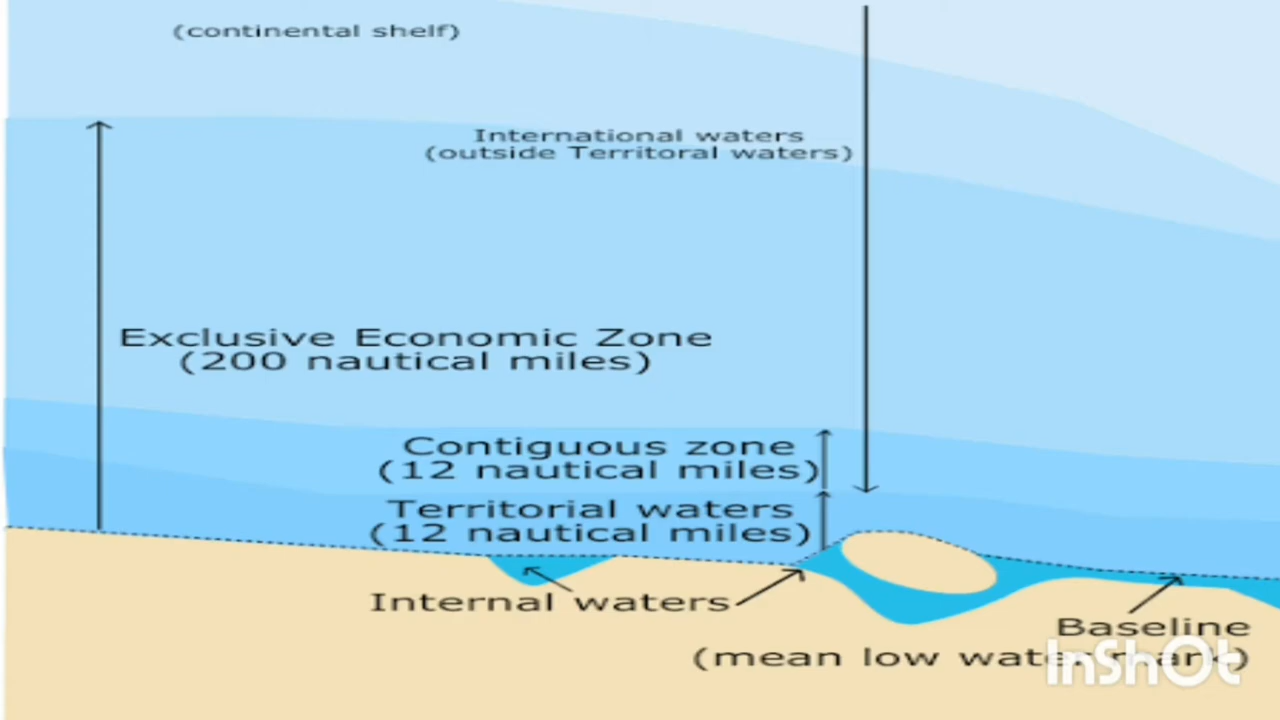 (continental shelf)
International waters
(outside Territoral waters)
Exclusive Economic Zone
(200 nautical miles)
Contiguous zone
(12 nautical miles)
Territorial waters
(12 nautical miles)
Internal waters
Baseline
(mean low water mark)
InShOt